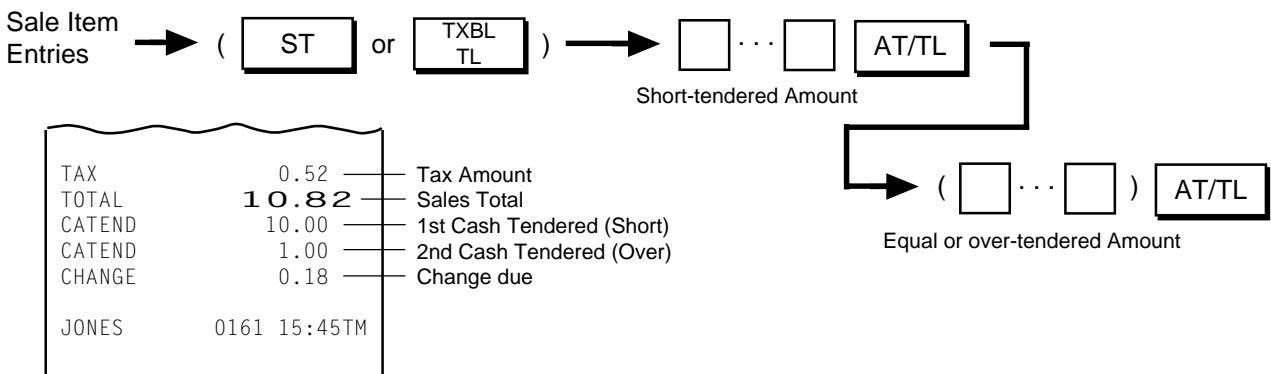 Sale Item
Entries
( ST or TXBL
TL ) · · · AT/TL
Short-tendered Amount
( · · · ) AT/TL
Equal or over-tendered Amount
TAX 0.52 Tax Amount
TOTAL 10.82 Sales Total
CATEND 10.00 1st Cash Tendered (Short)
CATEND 1.00 2nd Cash Tendered (Over)
CHANGE 0.18 Change due
JONES 0161 15:45TM